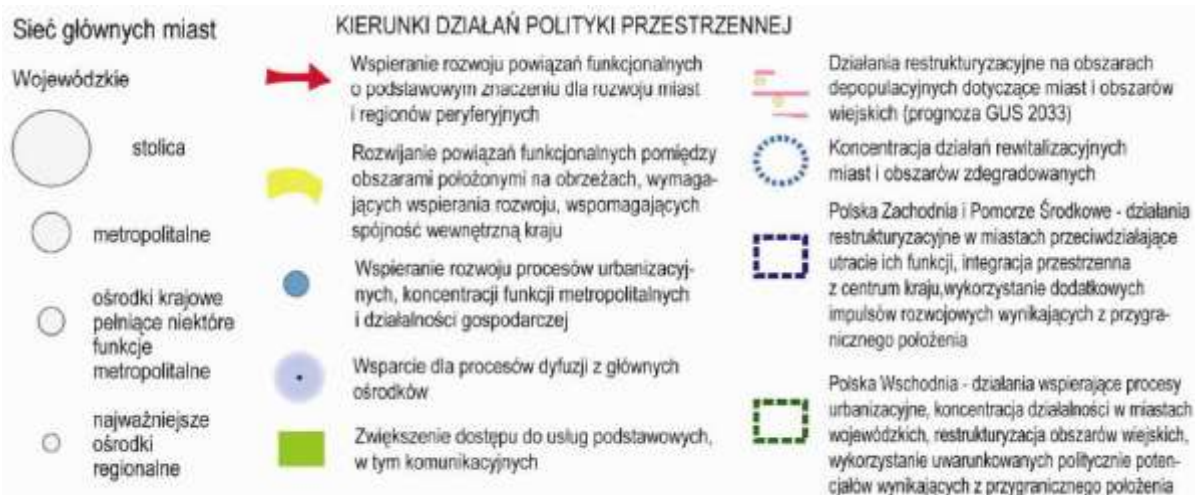 Sieć głównych miast
Wojewódzkie
stolica
metropolitalne
ośrodki krajowe
pełniące niektóre
funkcje
metropolitalne
najważniejsze
ośrodki
regionalne
KIERUNKI DZIAŁAŃ POLITYKI PRZESTRZENNEJ
Wspieranie rozwoju powiązań funkcjonalnych
o podstawowym znaczeniu dla rozwoju miast
i regionów peryferyjnych
Rozwijanie powiązań funkcjonalnych pomiędzy
obszarami położonymi na obrzeżach, wymaga-
jących wspierania rozwoju, wspomagających
spójność wewnętrzną kraju
Wspieranie rozwoju procesów urbanizacyj-
nych, koncentracji funkcji metropolitalnych
i działalności gospodarczej
Wsparcie dla procesów dyfuzji z głównych
ośrodków
Zwiększenie dostępu do usług podstawowych,
w tym komunikacyjnych
Działania restrukturyzacyjne na obszarach
depopulacyjnych dotyczące miast i obszarów
wiejskich (prognoza GUS 2033)
Koncentracja działań rewitalizacyjnych
miast i obszarów zdegradowanych
Polska Zachodnia i Pomorze Środkowe - działania
restrukturyzacyjne w miastach przeciwdziałające
utracie ich funkcji, integracja przestrzenna
z centrum kraju,wykorzystanie dodatkowych
impulsów rozwojowych wynikających z przygra-
nicznego położenia
Polska Wschodnia - działania wspierające procesy
urbanizacyjne, koncentracja działalności w miastach
wojewódzkich, restrukturyzacja obszarów wiejskich,
wykorzystanie uwarunkowanych politycznie poten-
cjałów wynikających z przygranicznego położenia